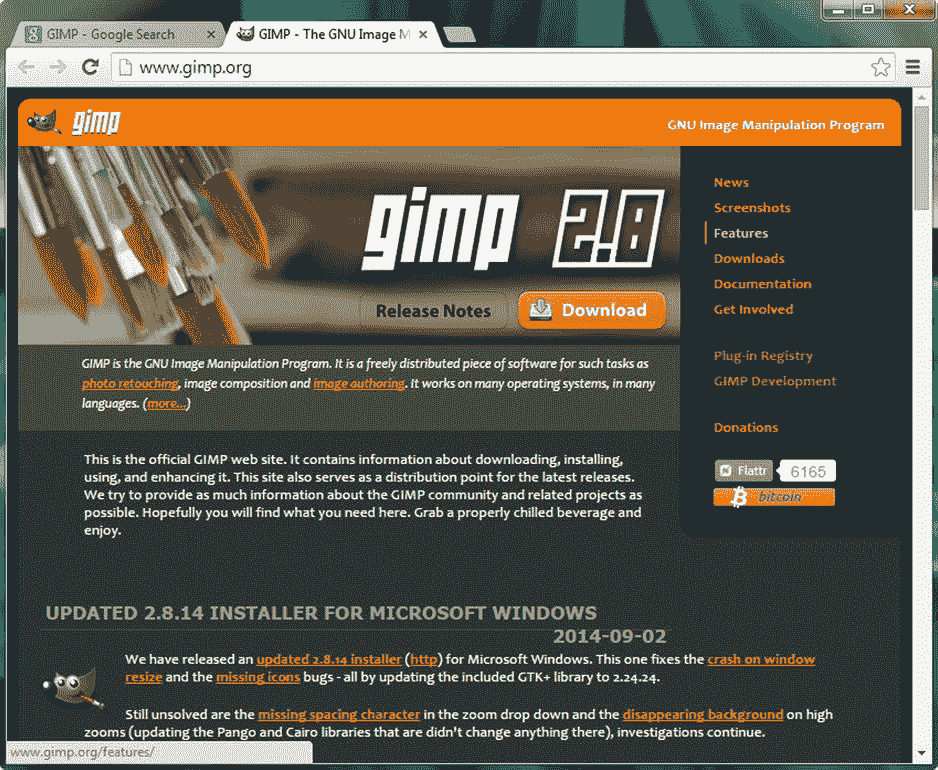 GIMP - Google Search
GIMP - The GNU Image M
www.gimp.org
gimp
GNU Image Manipulation Program
gimp 2.8
Release Notes
Download
News
Screenshots
Features
Downloads
Documentation
Get Involved
Plug-in Registry
GIMP Development
Donations
Flattr
6165
bitcoin
GIMP is the GNU Image Manipulation Program. It is a freely distributed piece of software for such tasks as
photo retouching, image composition and image authoring. It works on many operating systems, in many
languages. (more...)
This is the official GIMP web site. It contains information about downloading, installing,
using, and enhancing it. This site also serves as a distribution point for the latest releases.
We try to provide as much information about the GIMP community and related projects as
possible. Hopefully you will find what you need here. Grab a properly chilled beverage and
enjoy.
UPDATED 2.8.14 INSTALLER FOR MICROSOFT WINDOWS
2014-09-02
We have released an updated 2.8.14 installer (http) for Microsoft Windows. This one fixes the crash on window
resize and the missing icons bugs - all by updating the included GTK+ library to 2.24.24.
Still unsolved are the missing spacing character in the zoom drop down and the disappearing background on high
zooms (updating the Pango and Cairo libraries that are didn't change anything there), investigations continue.
www.gimp.org/features/